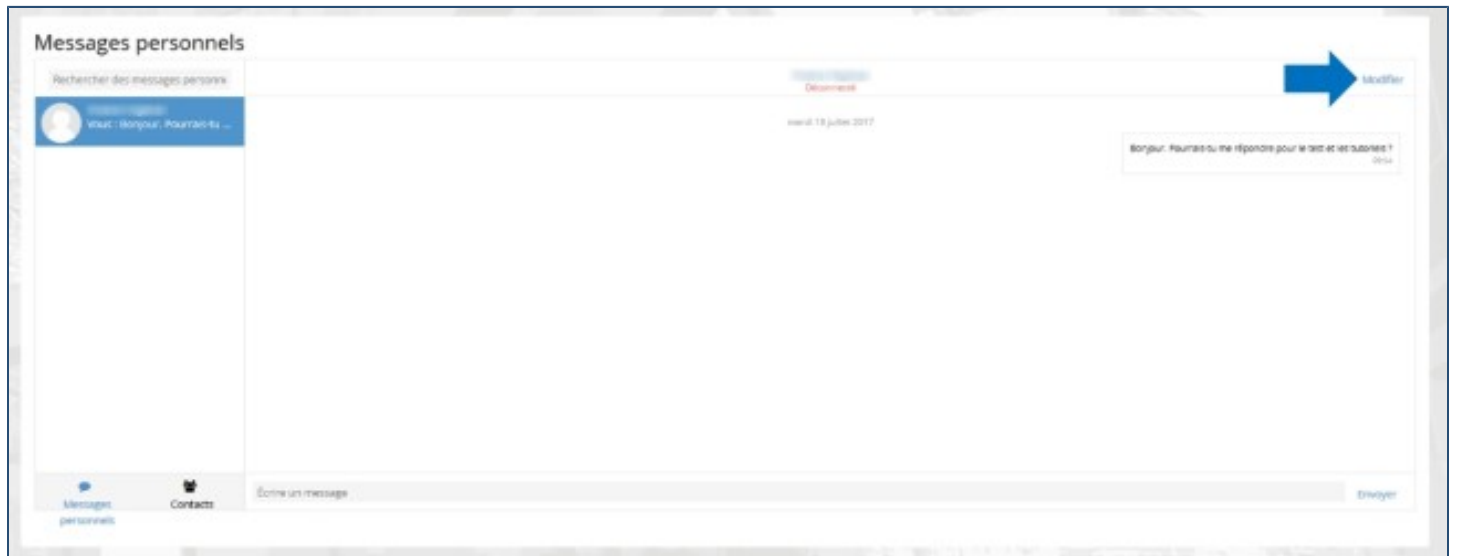 Messages personnels
Rechercher des messages personne
Déconnecté
Modifier
Vous : Bonjour. Pourrais-tu ...
mardi 18 juillet 2017
Bonjour. Pourrais-tu me répondre pour le test et les tutoriels ?
Messages
personnels
Contacts
Écrire un message
Envoyer